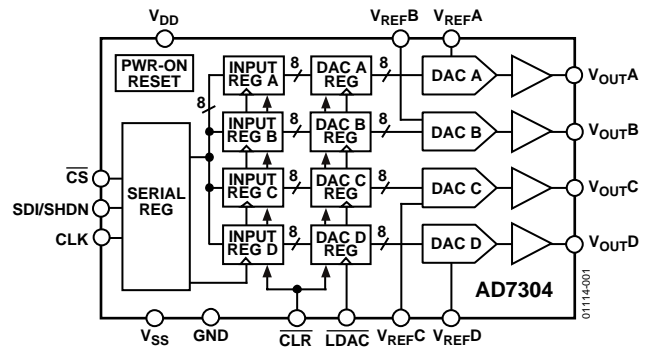 VDD
VREFB
VREFA
PWR-ON
RESET
INPUT
REG A
8
DAC A
REG
8
DAC A
VOUTA
8
INPUT
REG B
8
DAC B
REG
8
DAC B
VOUTB
CS
SDI/SHDN
CLK
SERIAL
REG
INPUT
REG C
8
DAC C
REG
8
DAC C
VOUTC
INPUT
REG D
8
DAC D
REG
8
DAC D
VOUTD
AD7304
01114-001
VSS
GND
CLR
LDAC
VREFC
VREFD